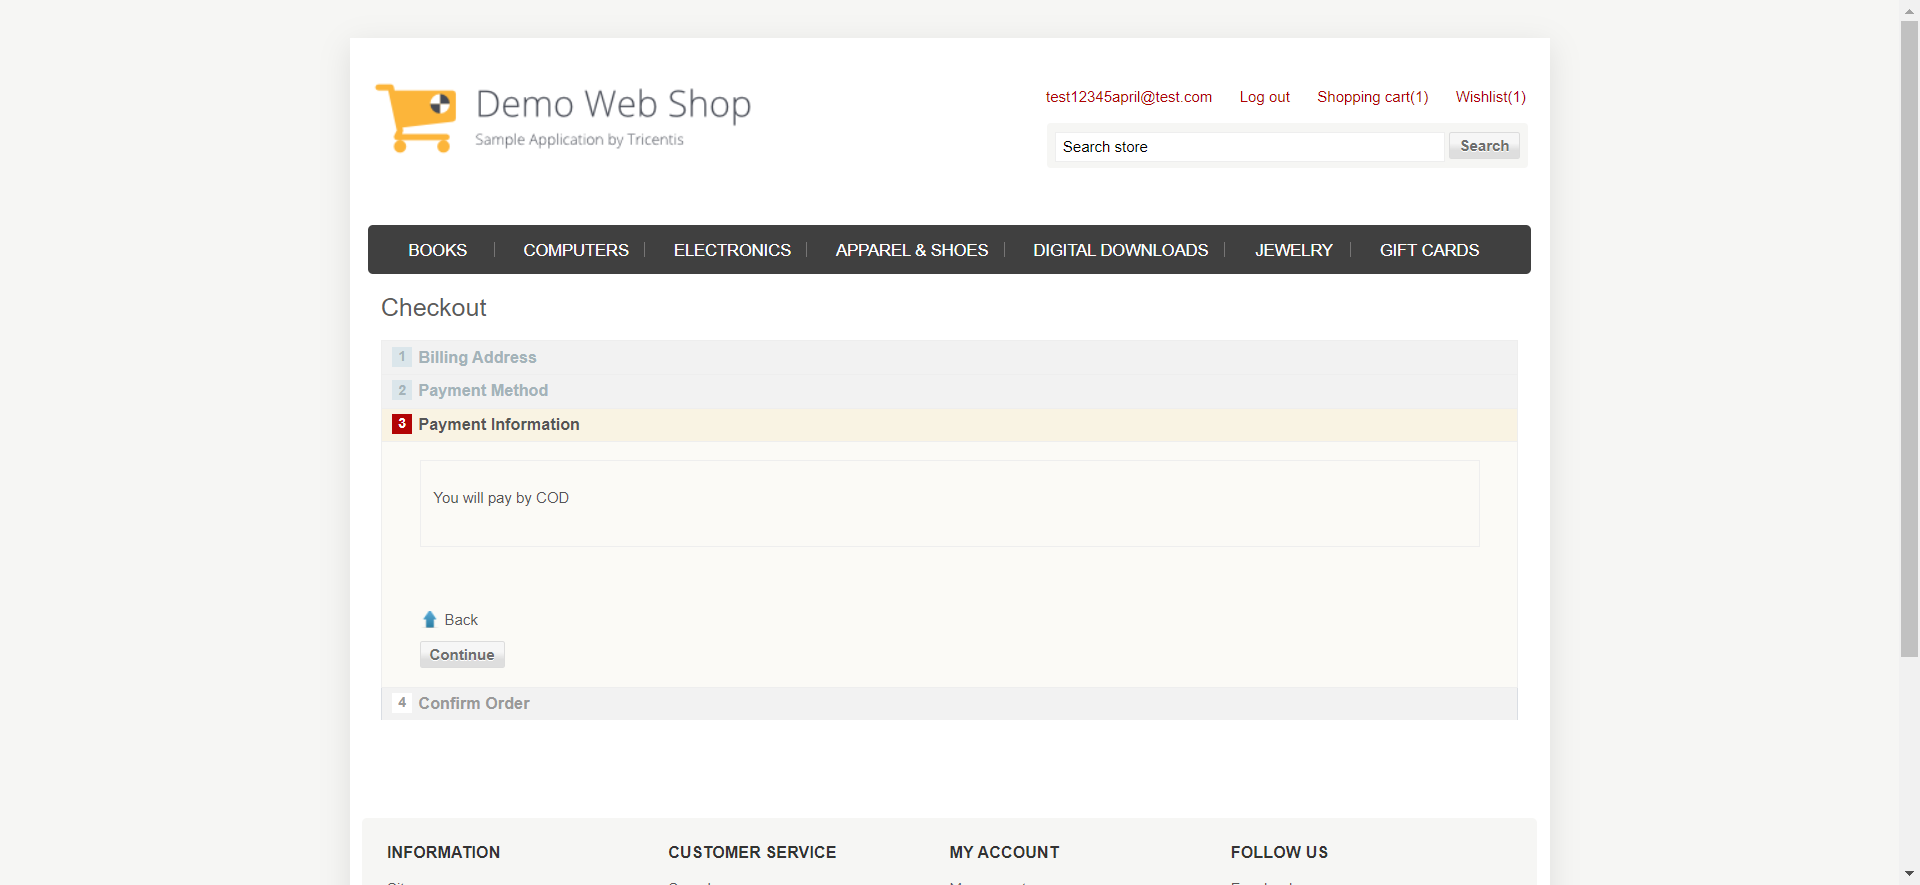 Demo Web Shop
Sample Application by Tricentis
test12345april@test.com Log out Shopping cart(1) Wishlist(1)
Search store Search
BOOKS COMPUTERS ELECTRONICS APPAREL & SHOES DIGITAL DOWNLOADS JEWELRY GIFT CARDS
Checkout
1 Billing Address
2 Payment Method
3 Payment Information
You will pay by COD
Back
Continue
4 Confirm Order
INFORMATION CUSTOMER SERVICE MY ACCOUNT FOLLOW US